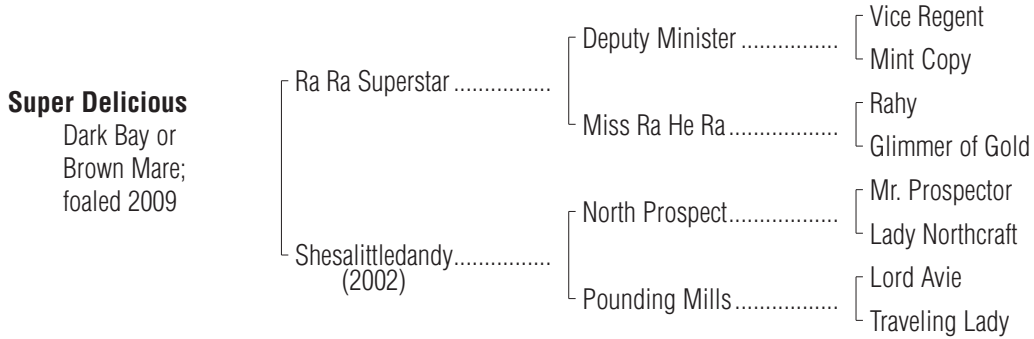 Super Delicious
Dark Bay or
Brown Mare;
foaled 2009
Ra Ra Superstar ................
Shesalittledandy................
(2002)
Deputy Minister ................
Miss Ra He Ra..................
North Prospect..................
Pounding Mills.................
Vice Regent
Mint Copy
Rahy
Glimmer of Gold
Mr. Prospector
Lady Northcraft
Lord Avie
Traveling Lady